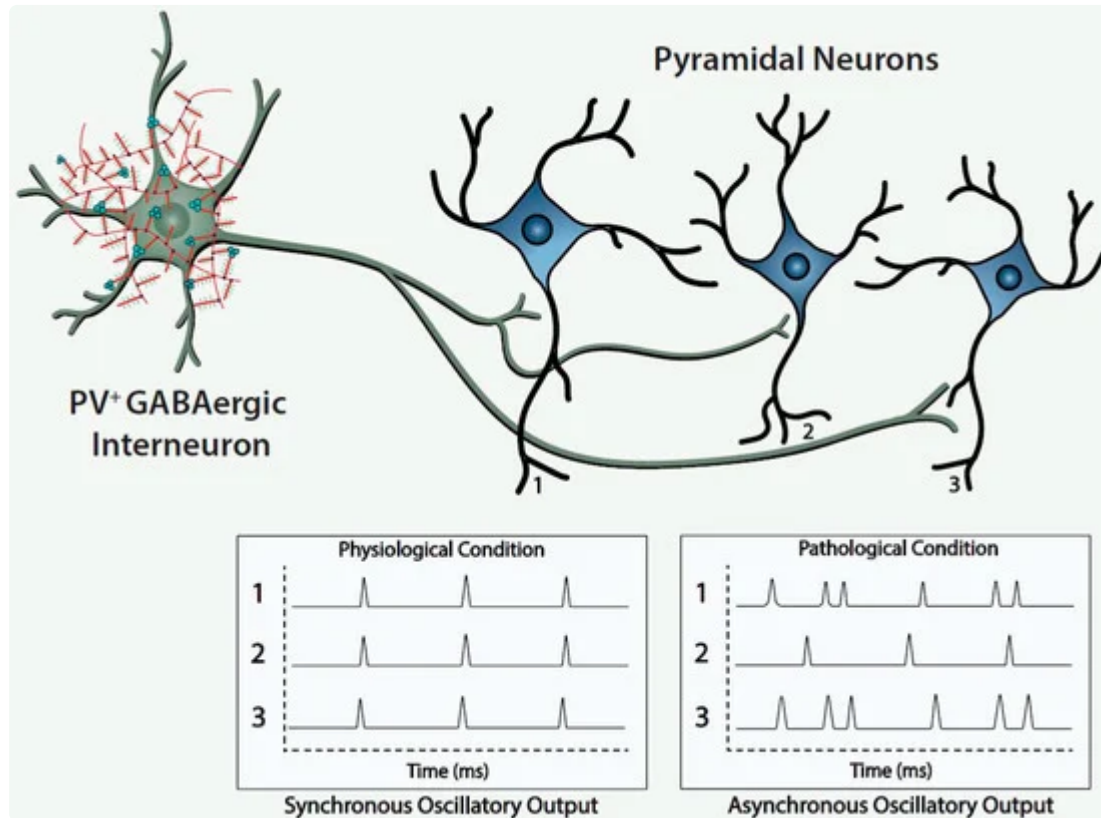 Pyramidal Neurons
PV⁺ GABAergic
Interneuron
1
2
3
Physiological Condition
1
2
3
Time (ms)
Synchronous Oscillatory Output
Pathological Condition
1
2
3
Time (ms)
Asynchronous Oscillatory Output